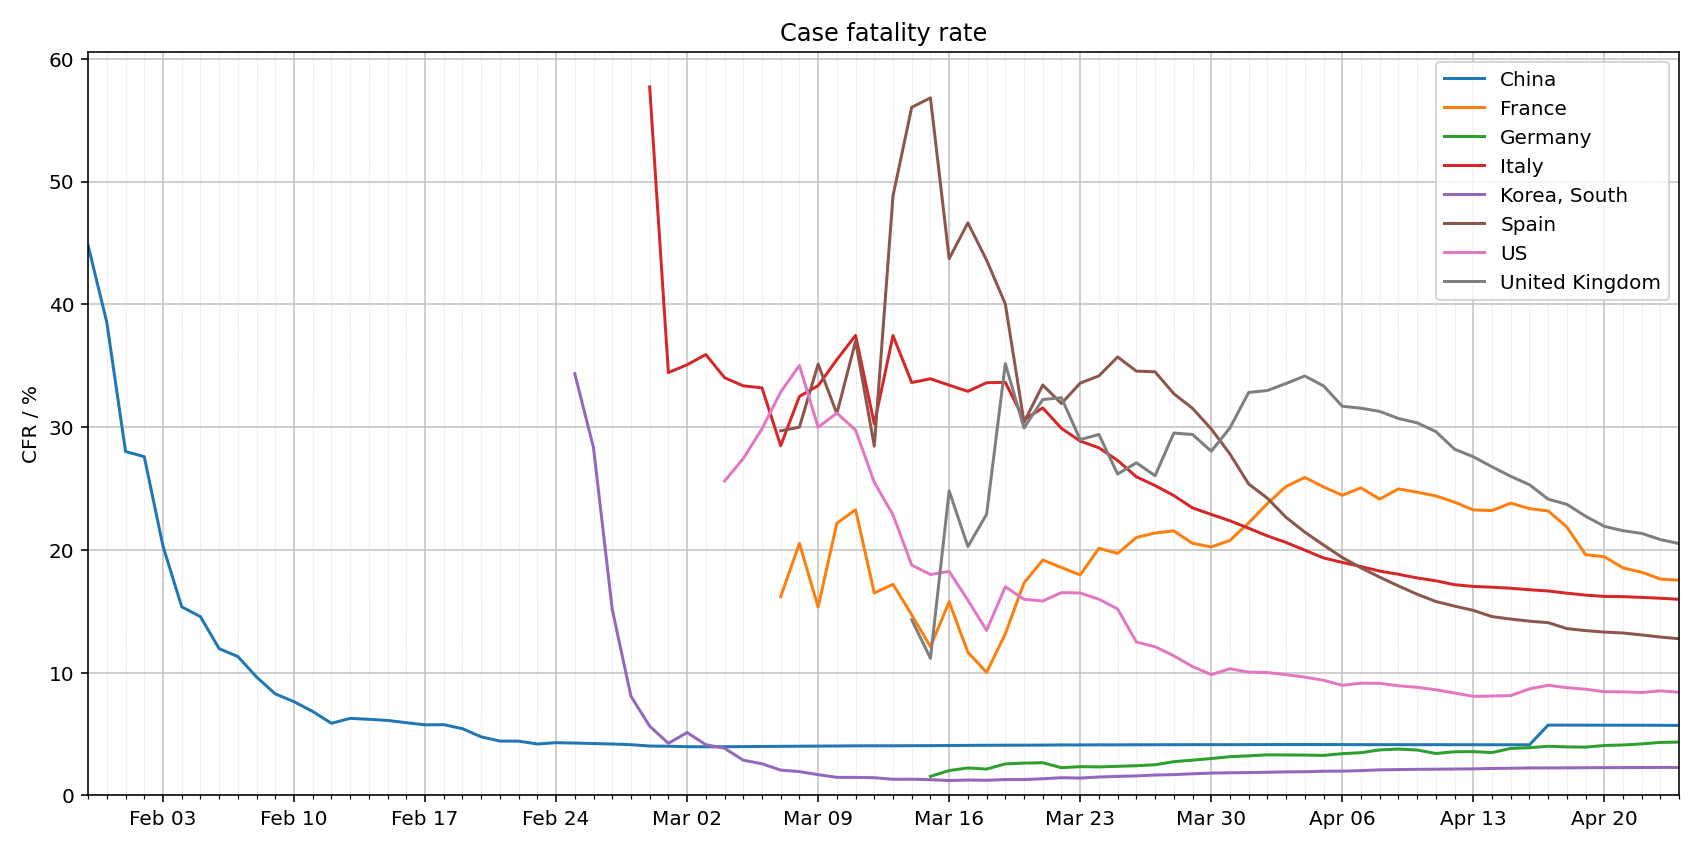 Case fatality rate
CFR / %
60
50
40
30
20
10
0
Feb 03
Feb 10
Feb 17
Feb 24
Mar 02
Mar 09
Mar 16
Mar 23
Mar 30
Apr 06
Apr 13
Apr 20
China
France
Germany
Italy
Korea, South
Spain
US
United Kingdom